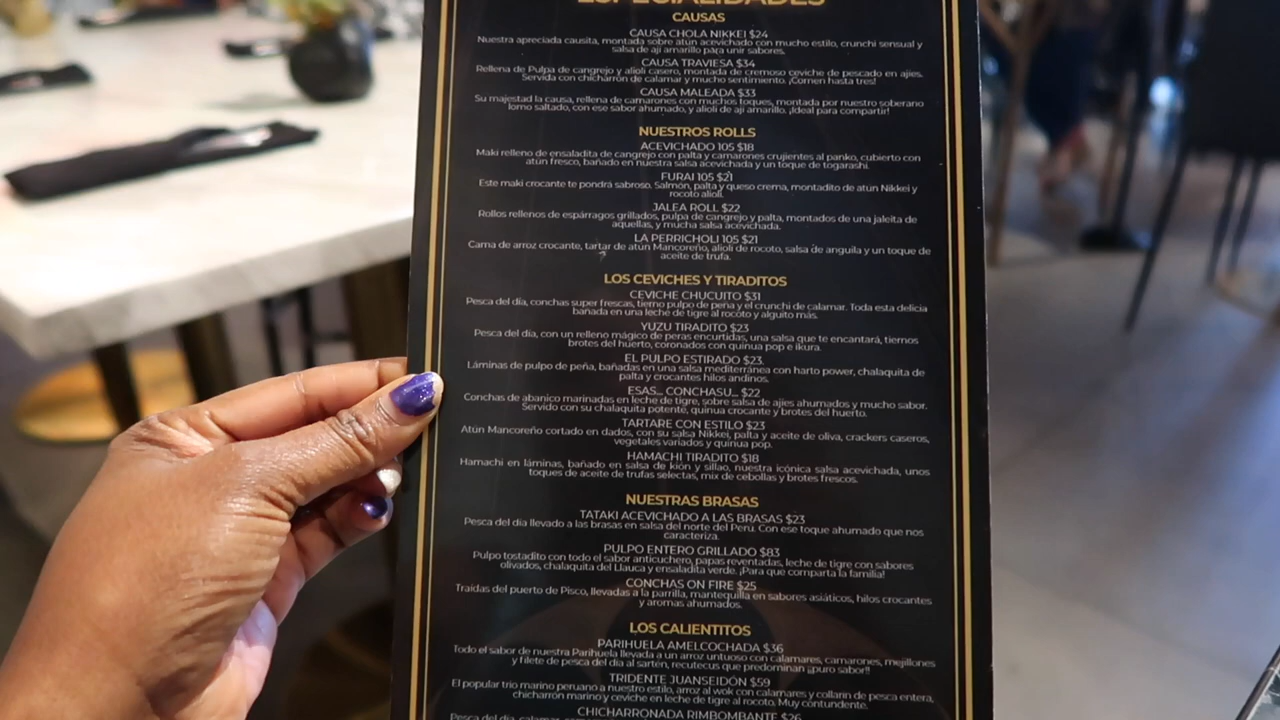 ESPECIALIDADES
CAUSAS
CAUSA CHOLA NIKKEI $24
Nuestra apreciada causita, montada sobre atún acevichado con mucho estilo, crunchi sensual y
salsa de ají amarillo para unir sabores.
CAUSA TRAVIESA $34
Rellena de Pulpa de cangrejo y alioli casero, montada de cremoso ceviche de pescado en ajíes.
Servida con chicharrón de calamar y mucho sentimiento. ¡Comen hasta tres!
CAUSA MALEADA $33
Su majestad la causa, rellena de camarones con muchos toques, montada por nuestro soberano
lomo saltado, con ese sabor ahumado, y alioli de ají amarillo. ¡Ideal para compartir!
NUESTROS ROLLS
ACEVICHADO 105 $18
Maki relleno de ensaladita de cangrejo con palta y camarones crujientes al panko, cubierto con
atún fresco, bañado en nuestra salsa acevichada y un toque de togarashi.
FURAI 105 $21
Este maki crocante te pondrá sabroso. Salmón, palta y queso crema, montadito de atún Nikkei y
rocoto alioli.
JALEA ROLL $22
Rollos rellenos de espárragos grillados, pulpa de cangrejo y palta, montados de una jaleita de
aquellas, y mucha salsa acevichada.
LA PERRICHOLI 105 $21
Cama de arroz crocante, tartar de atún Mancoreño, alioli de rocoto, salsa de anguila y un toque de
aceite de trufa.
LOS CEVICHES Y TIRADITOS
CEVICHE CHUCUITO $31
Pesca del día, conchas super frescas, tierno pulpo de peña y el crunchi de calamar. Toda esta delicia
bañada en una leche de tigre al rocoto y alguito más.
YUZU TIRADITO $23
Pesca del día, con un relleno mágico de peras encurtidas, una salsa que te encantará, tiernos
brotes del huerto, coronados con quinua pop e ikura.
EL PULPO ESTIRADO $23
Láminas de pulpo de peña, bañadas en una salsa mediterránea con harto power, chalaquita de
palta y crocantes hilos andinos.
ESAS... CONCHASU... $22
Conchas de abanico marinadas en leche de tigre, sobre salsa de ajíes ahumados y mucho sabor.
Servido con su chalaquita potente, quinua crocante y brotes del huerto.
TARTARE CON ESTILO $23
Atún Mancoreño cortado en dados, con su salsa Nikkei, palta y aceite de oliva, crackers caseros,
vegetales variados y quinua pop.
HAMACHI TIRADITO $18
Hamachi en láminas, bañado en salsa de kión y sillao, nuestra icónica salsa acevichada, unos
toques de aceite de trufas selectas, mix de cebollas y brotes frescos.
NUESTRAS BRASAS
TATAKI ACEVICHADO A LAS BRASAS $23
Pesca del día llevado a las brasas en salsa del norte del Perú. Con ese toque ahumado que nos
caracteriza.
PULPO ENTERO GRILLADO $83
Pulpo tostadito con todo el sabor anticuchero, papas reventadas, leche de tigre con sabores
olivados, chalaquita del Llauca y ensaladita verde. ¡Para que comparta la familia!
CONCHAS ON FIRE $25
Traídas del puerto de Pisco, llevadas a la parrilla, mantequilla en sabores asiáticos, hilos crocantes
y aromas ahumados.
LOS CALIENTITOS
PARIHUELA AMELCOCHADA $36
Todo el sabor de nuestra Parihuela llevada a un arroz untuoso con calamares, camarones, mejillones
y filete de pesca del día al sartén, recutecus que predominan ¡¡puro sabor!!
TRIDENTE JUANSEIDÓN $59
El popular trio marino peruano a nuestro estilo, arroz al wok con calamares y collarín de pesca entera,
chicharrón marino y ceviche en leche de tigre al rocoto. Muy contundente.
CHICHARRONADA RIMBOMBANTE $26
Pesca del día, calamar,